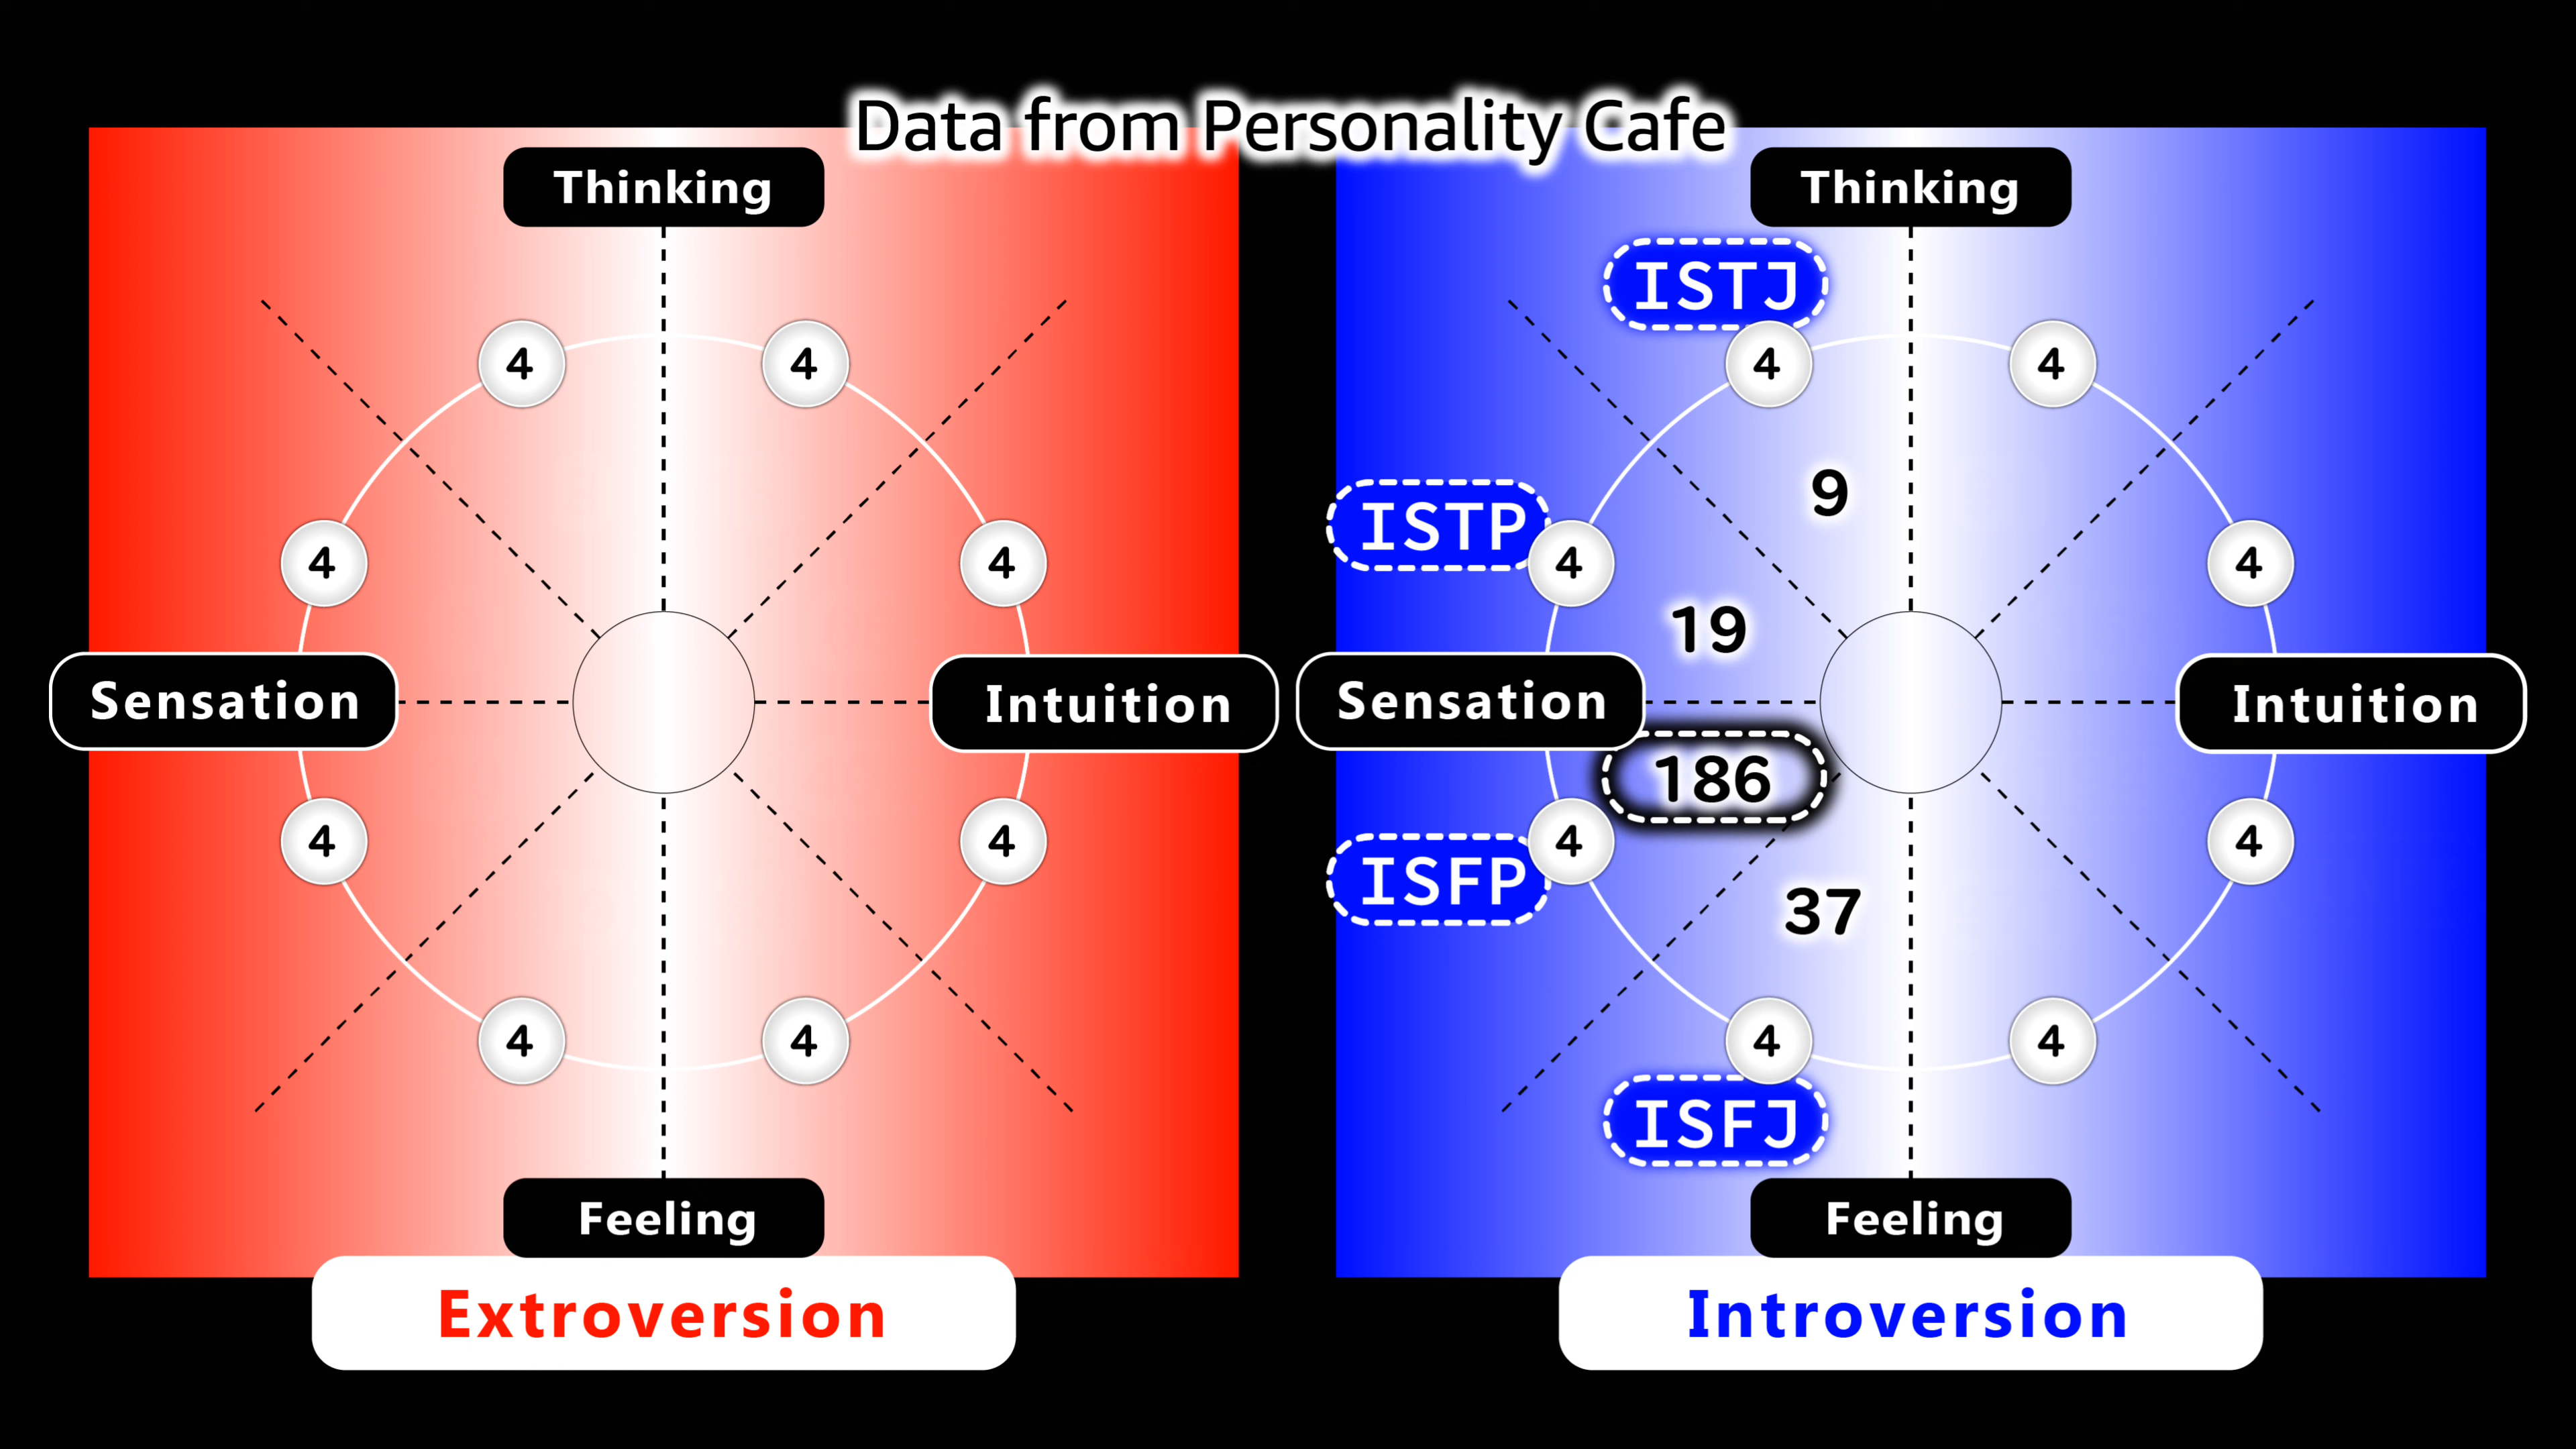 Data from Personality Cafe
Thinking
4
4
4
4
Sensation
Intuition
4
4
4
4
Feeling
Extroversion
Thinking
ISTJ
4
4
9
ISTP
4
4
19
Sensation
Intuition
186
4
4
ISFP
37
4
4
ISFJ
Feeling
Introversion